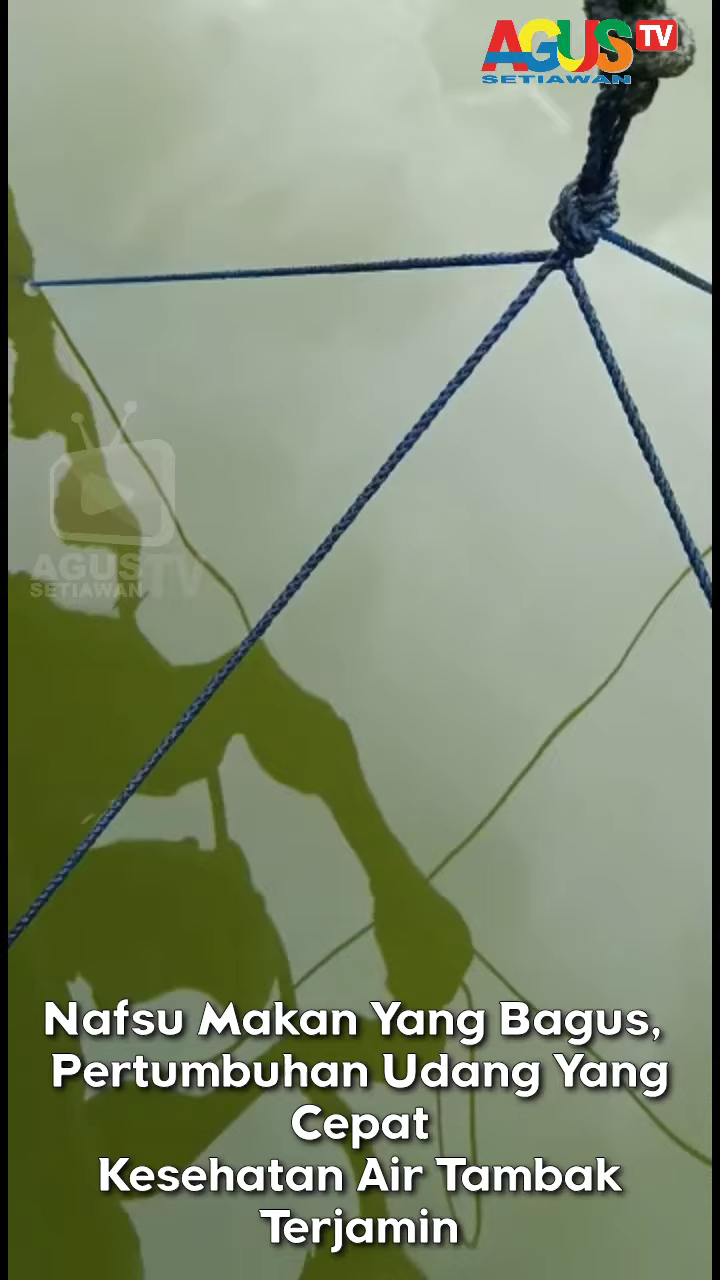 AGUS TV
SETIAWAN
AGUS TV
SETIAWAN
Nafsu Makan Yang Bagus,
Pertumbuhan Udang Yang
Cepat
Kesehatan Air Tambak
Terjamin